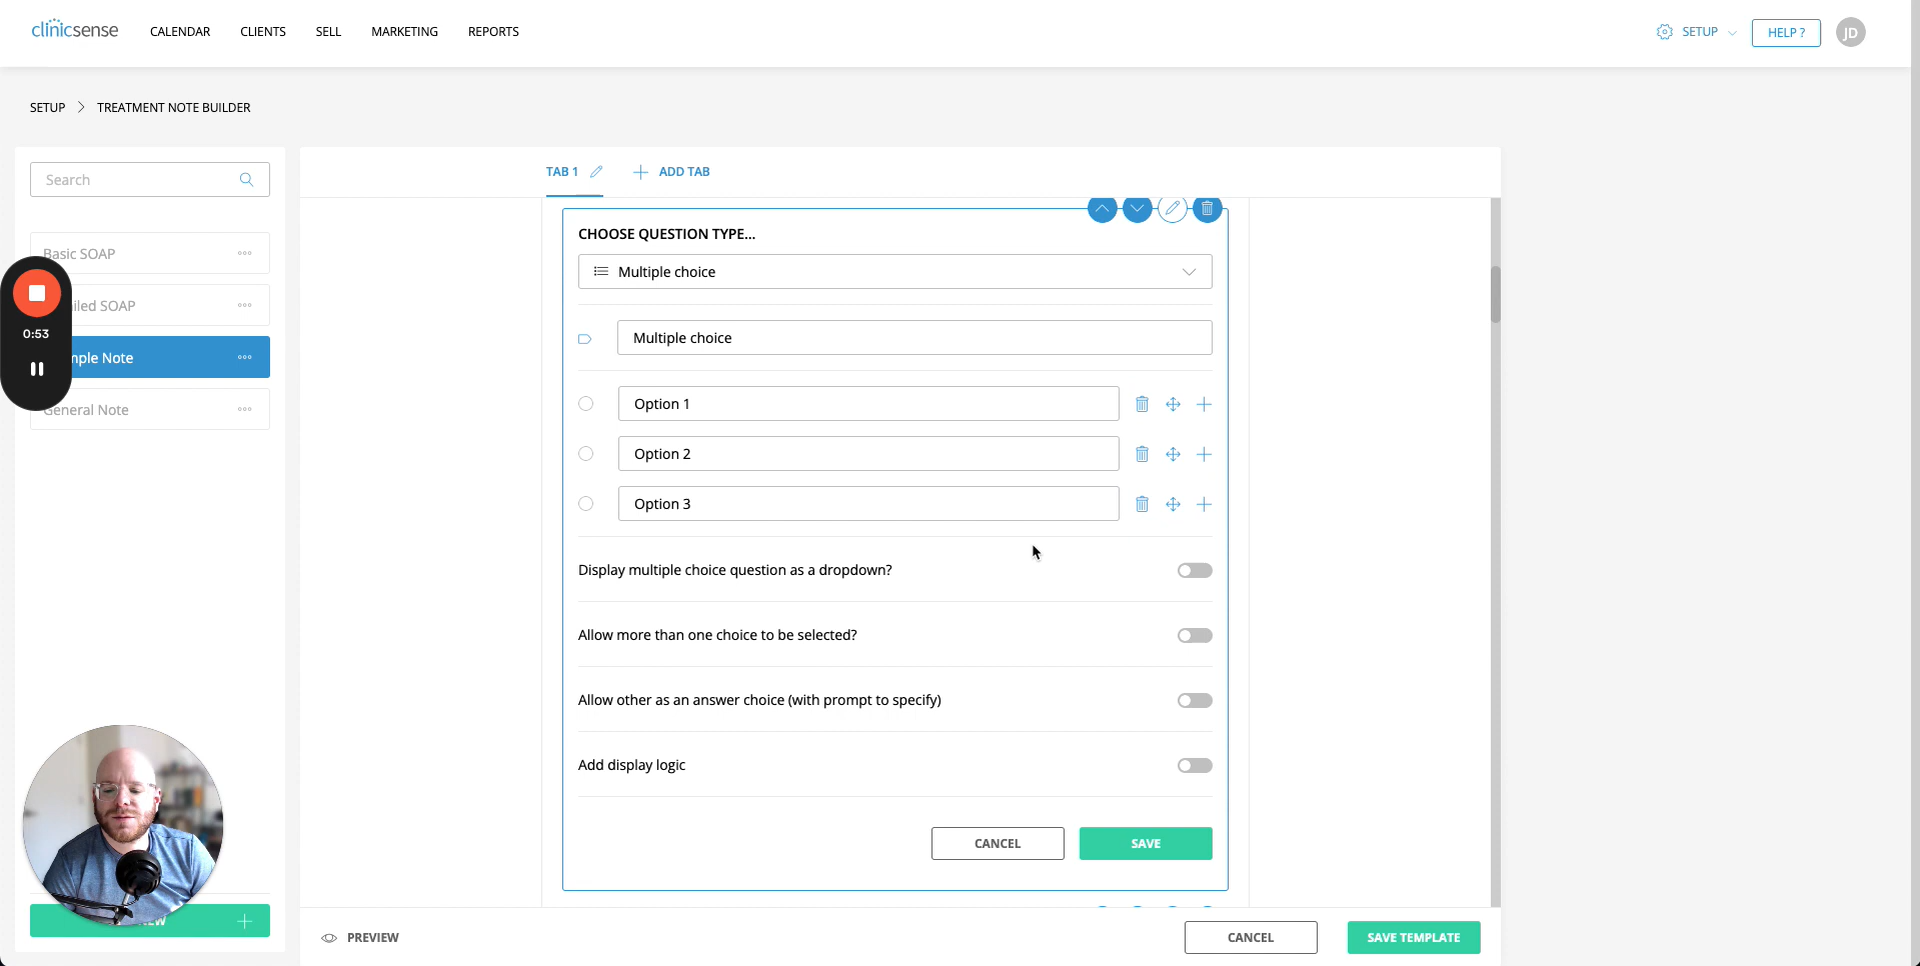 clinicsense
CALENDAR
CLIENTS
SELL
MARKETING
REPORTS
SETUP
HELP ?
JD
SETUP
TREATMENT NOTE BUILDER
Search
TAB 1
ADD TAB
Basic SOAP
iled SOAP
mple Note
General Note
0:53
CHOOSE QUESTION TYPE...
Multiple choice
Multiple choice
Option 1
Option 2
Option 3
Display multiple choice question as a dropdown?
Allow more than one choice to be selected?
Allow other as an answer choice (with prompt to specify)
Add display logic
CANCEL
SAVE
PREVIEW
CANCEL
SAVE TEMPLATE